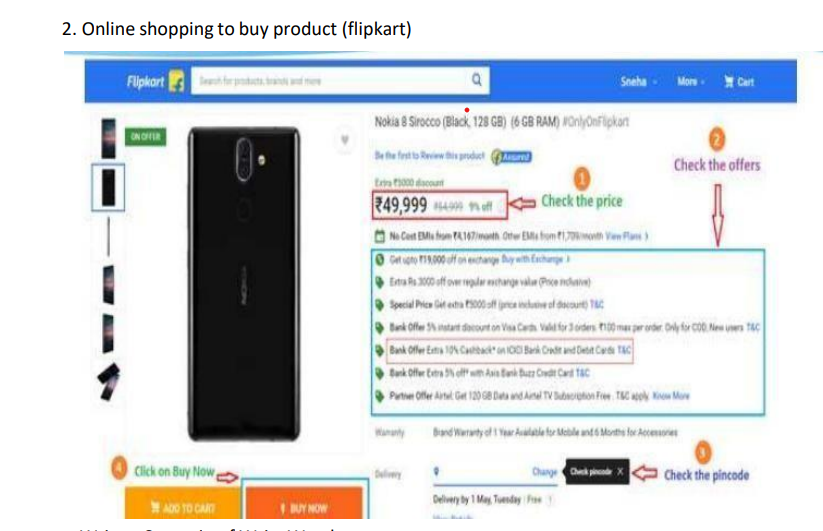 2. Online shopping to buy product (flipkart)
Flipkart
Search for products, brands and more
Sneha
More
Cart
ON OFFER
Nokia 8 Sirocco (Black, 128 GB) (6 GB RAM) #OnlyOnFlipkart
Be the first to Review this product
Assured
Extra ₹5000 discount
₹49,999 ₹54,999 9% off
1
Check the price
2
Check the offers
No Cost EMIs from ₹4,167/month. Other EMIs from ₹1,709/month View Plans >
Get upto ₹19,000 off on exchange Buy with Exchange >
Extra Rs. 3000 off over regular exchange value (Price inclusive)
Special Price Get extra ₹5000 off (price inclusive of discount) T&C
Bank Offer 5% instant discount on Visa Cards. Valid for 3 orders. ₹100 max per order. Only for COD, New users T&C
Bank Offer Extra 10% Cashback* on ICICI Bank Credit and Debit Cards T&C
Bank Offer Extra 5% off* with Axis Bank Buzz Credit Card T&C
Partner Offer Airtel: Get 120 GB Data and Airtel TV Subscription Free. T&C apply. Know More
Warranty
Brand Warranty of 1 Year Available for Mobile and 6 Months for Accessories
3
Check the pincode
4
Click on Buy Now
Delivery
Change
Check pincode X
ADD TO CART
BUY NOW
Delivery by 1 May, Tuesday | Free
NOKIA